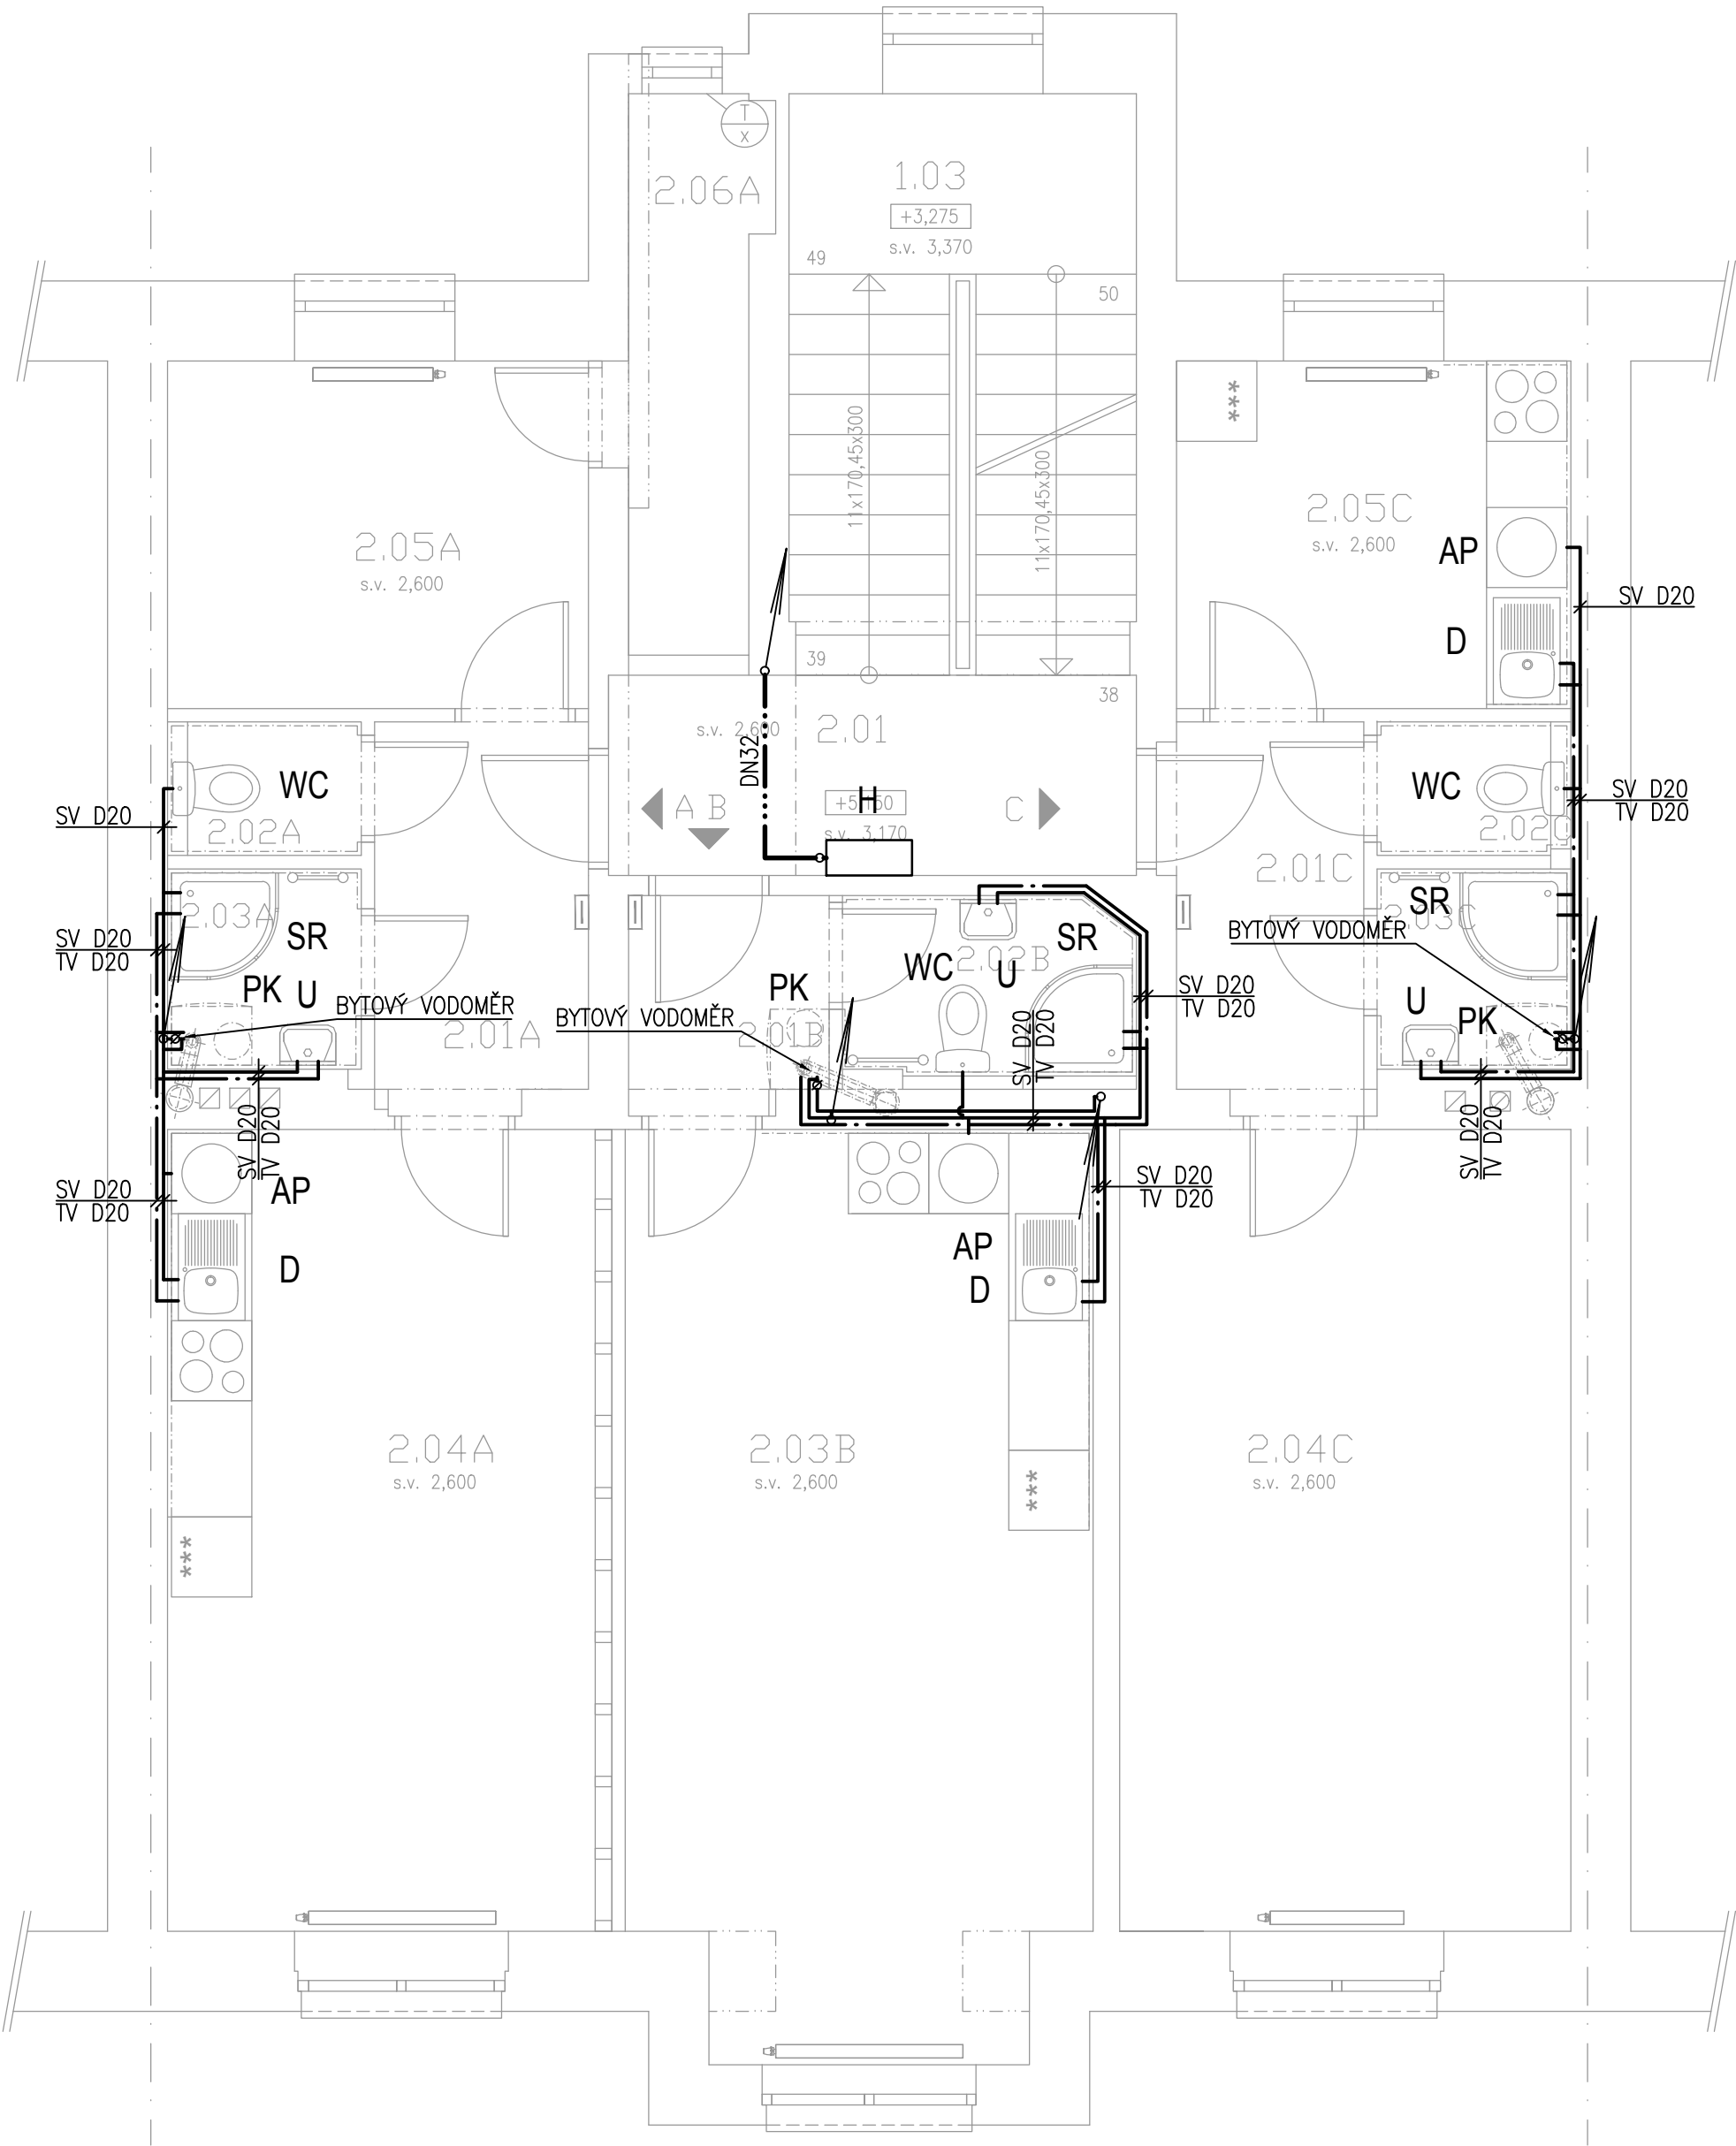 T
x
2.06A
1.03
+3,275
s.v. 3,370
49
50
***
11x170,45x300
11x170,45x300
2.05A
s.v. 2,600
2.05C
s.v. 2,600
AP
SV D20
D
39
38
s.v. 2,600
2.01
DN32
WC
2.02A
SV D20
A
B
H
s.v. 3,170
C
WC
2.02C
SV D20
TV D20
2.01C
2.03A
SR
SV D20
TV D20
PK
U
BYTOVÝ VODOMĚR
2.01A
BYTOVÝ VODOMĚR
PK
2.01B
WC
2.02B
U
SR
SV D20
TV D20
SV D20
TV D20
BYTOVÝ VODOMĚR
SR
2.03C
U
PK
SV D20
TV D20
SV D20
TV D20
SV D20
TV D20
AP
D
AP
D
SV D20
TV D20
2.04A
s.v. 2,600
2.03B
s.v. 2,600
***
2.04C
s.v. 2,600
***